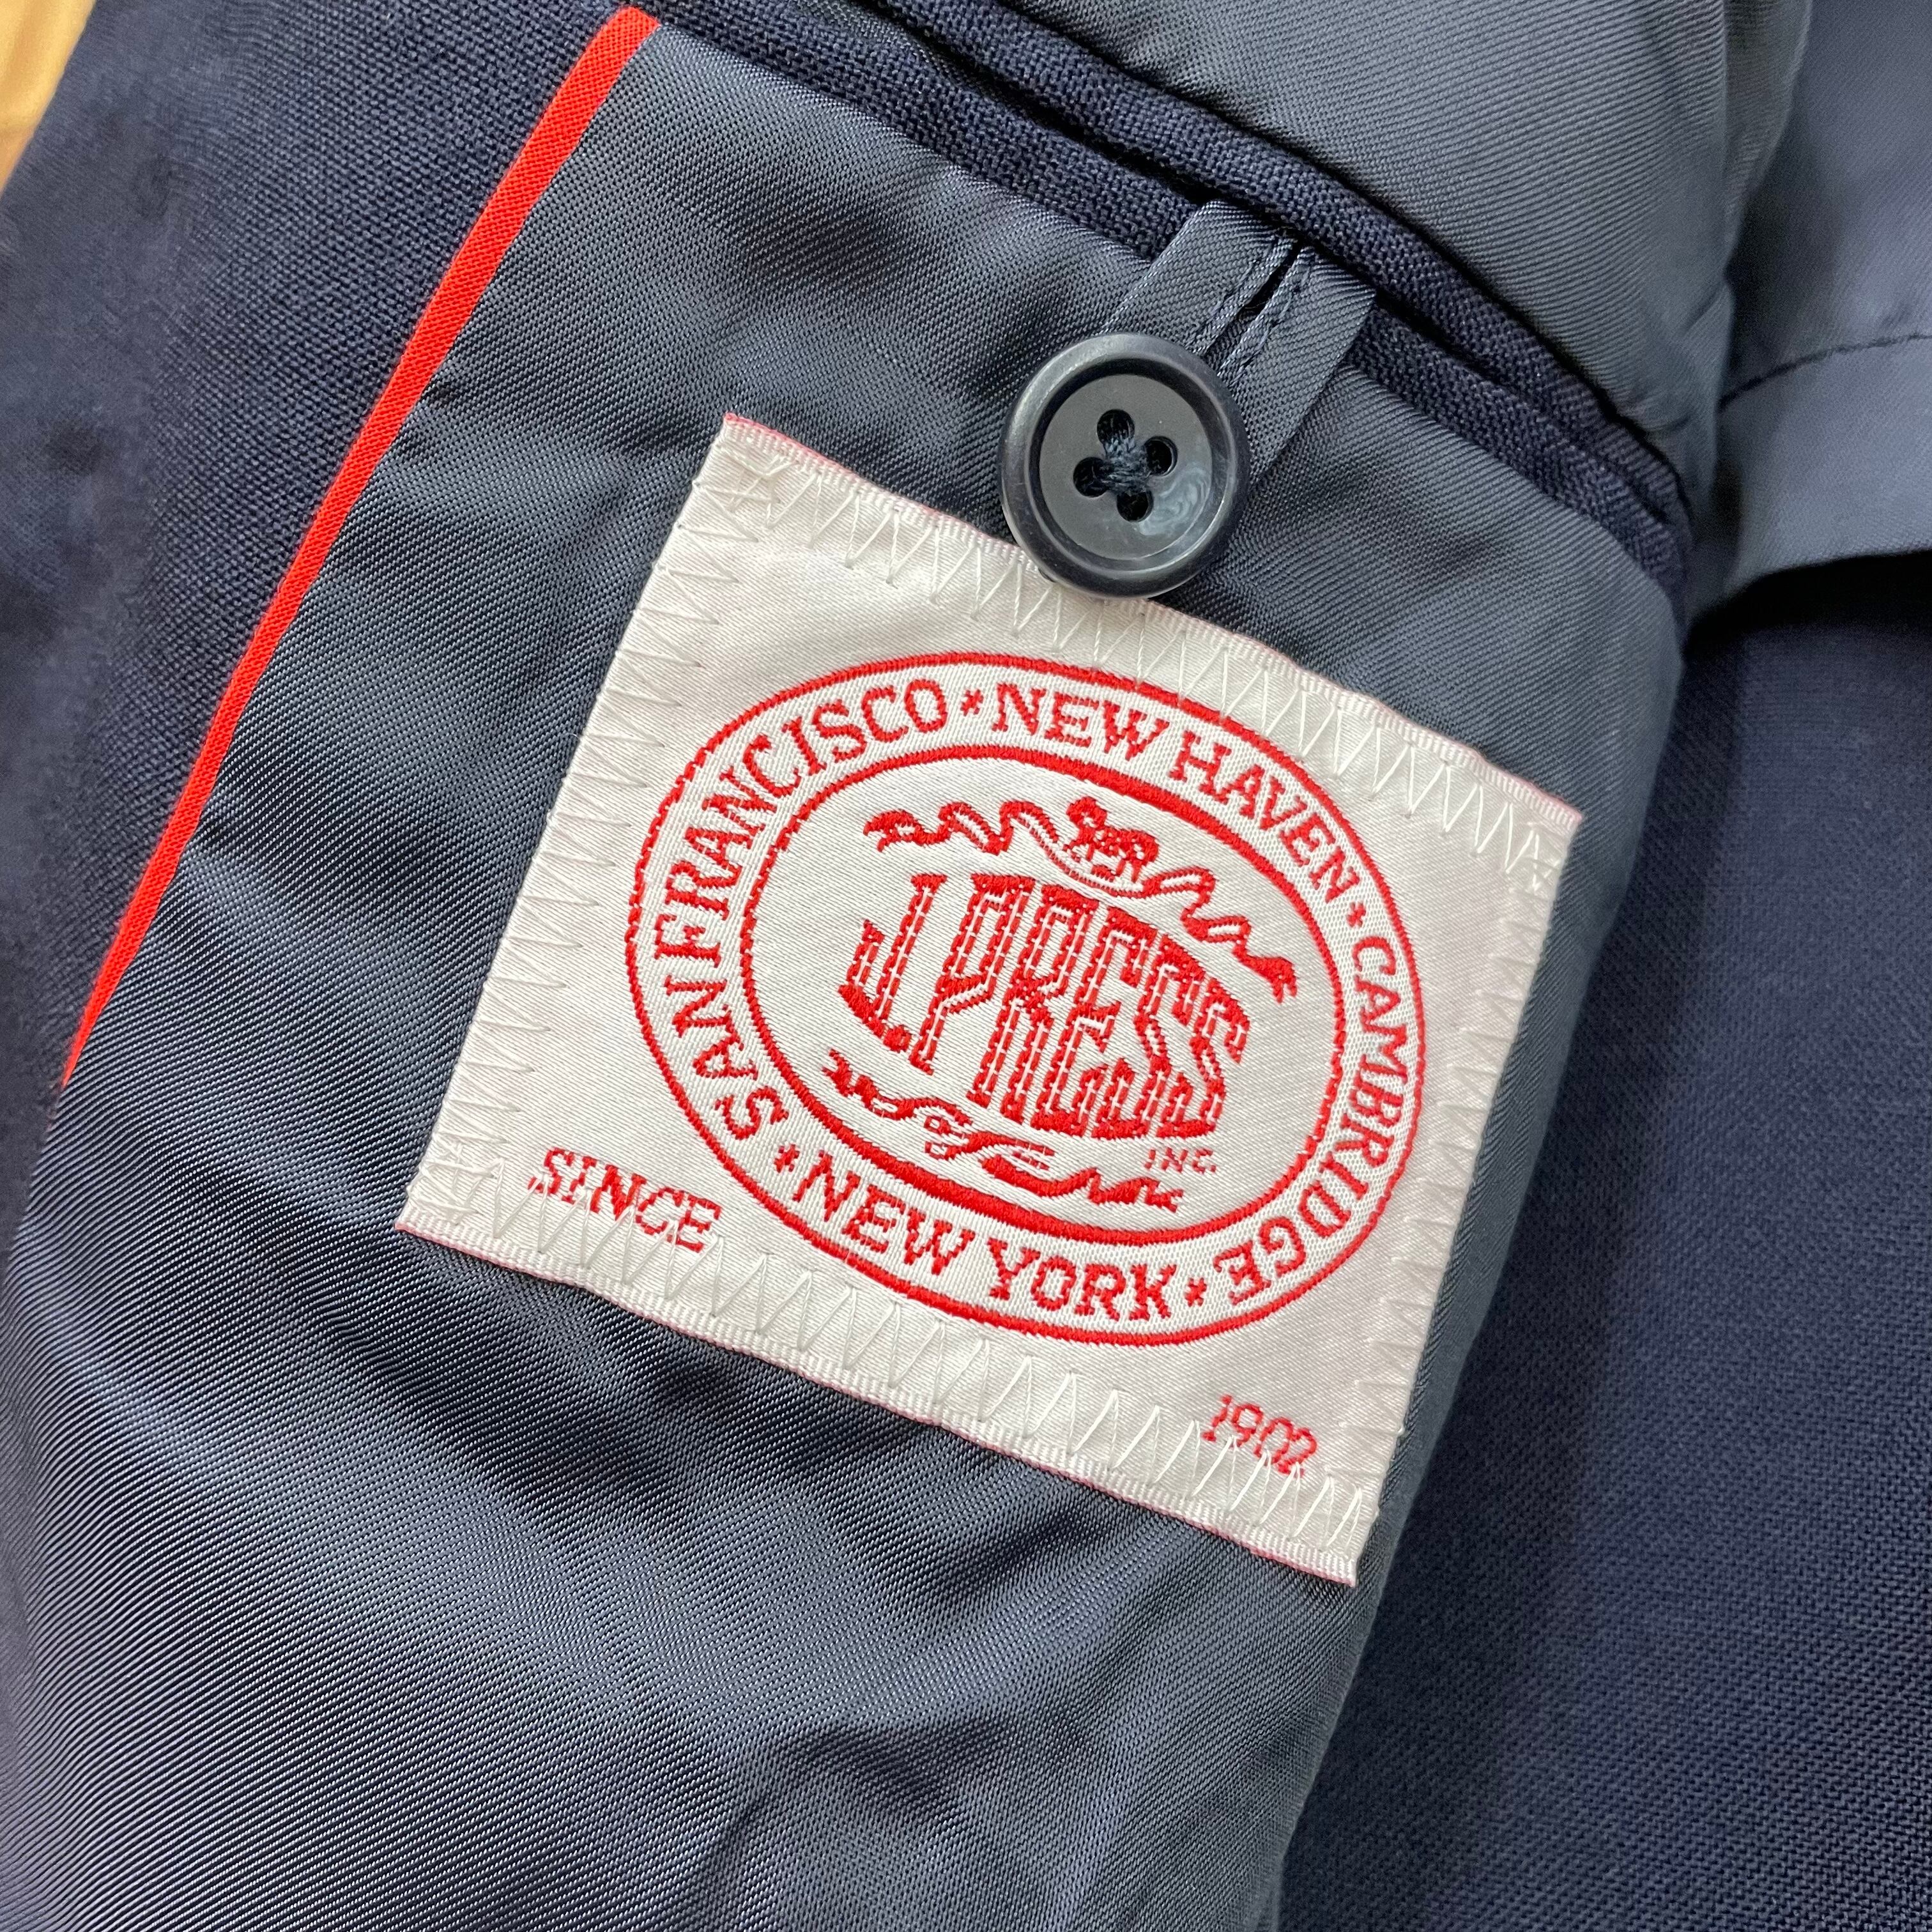 SAN FRANCISCO * NEW HAVEN * CAMBRIDGE * NEW YORK *
J. PRESS
INC.
SINCE 1902